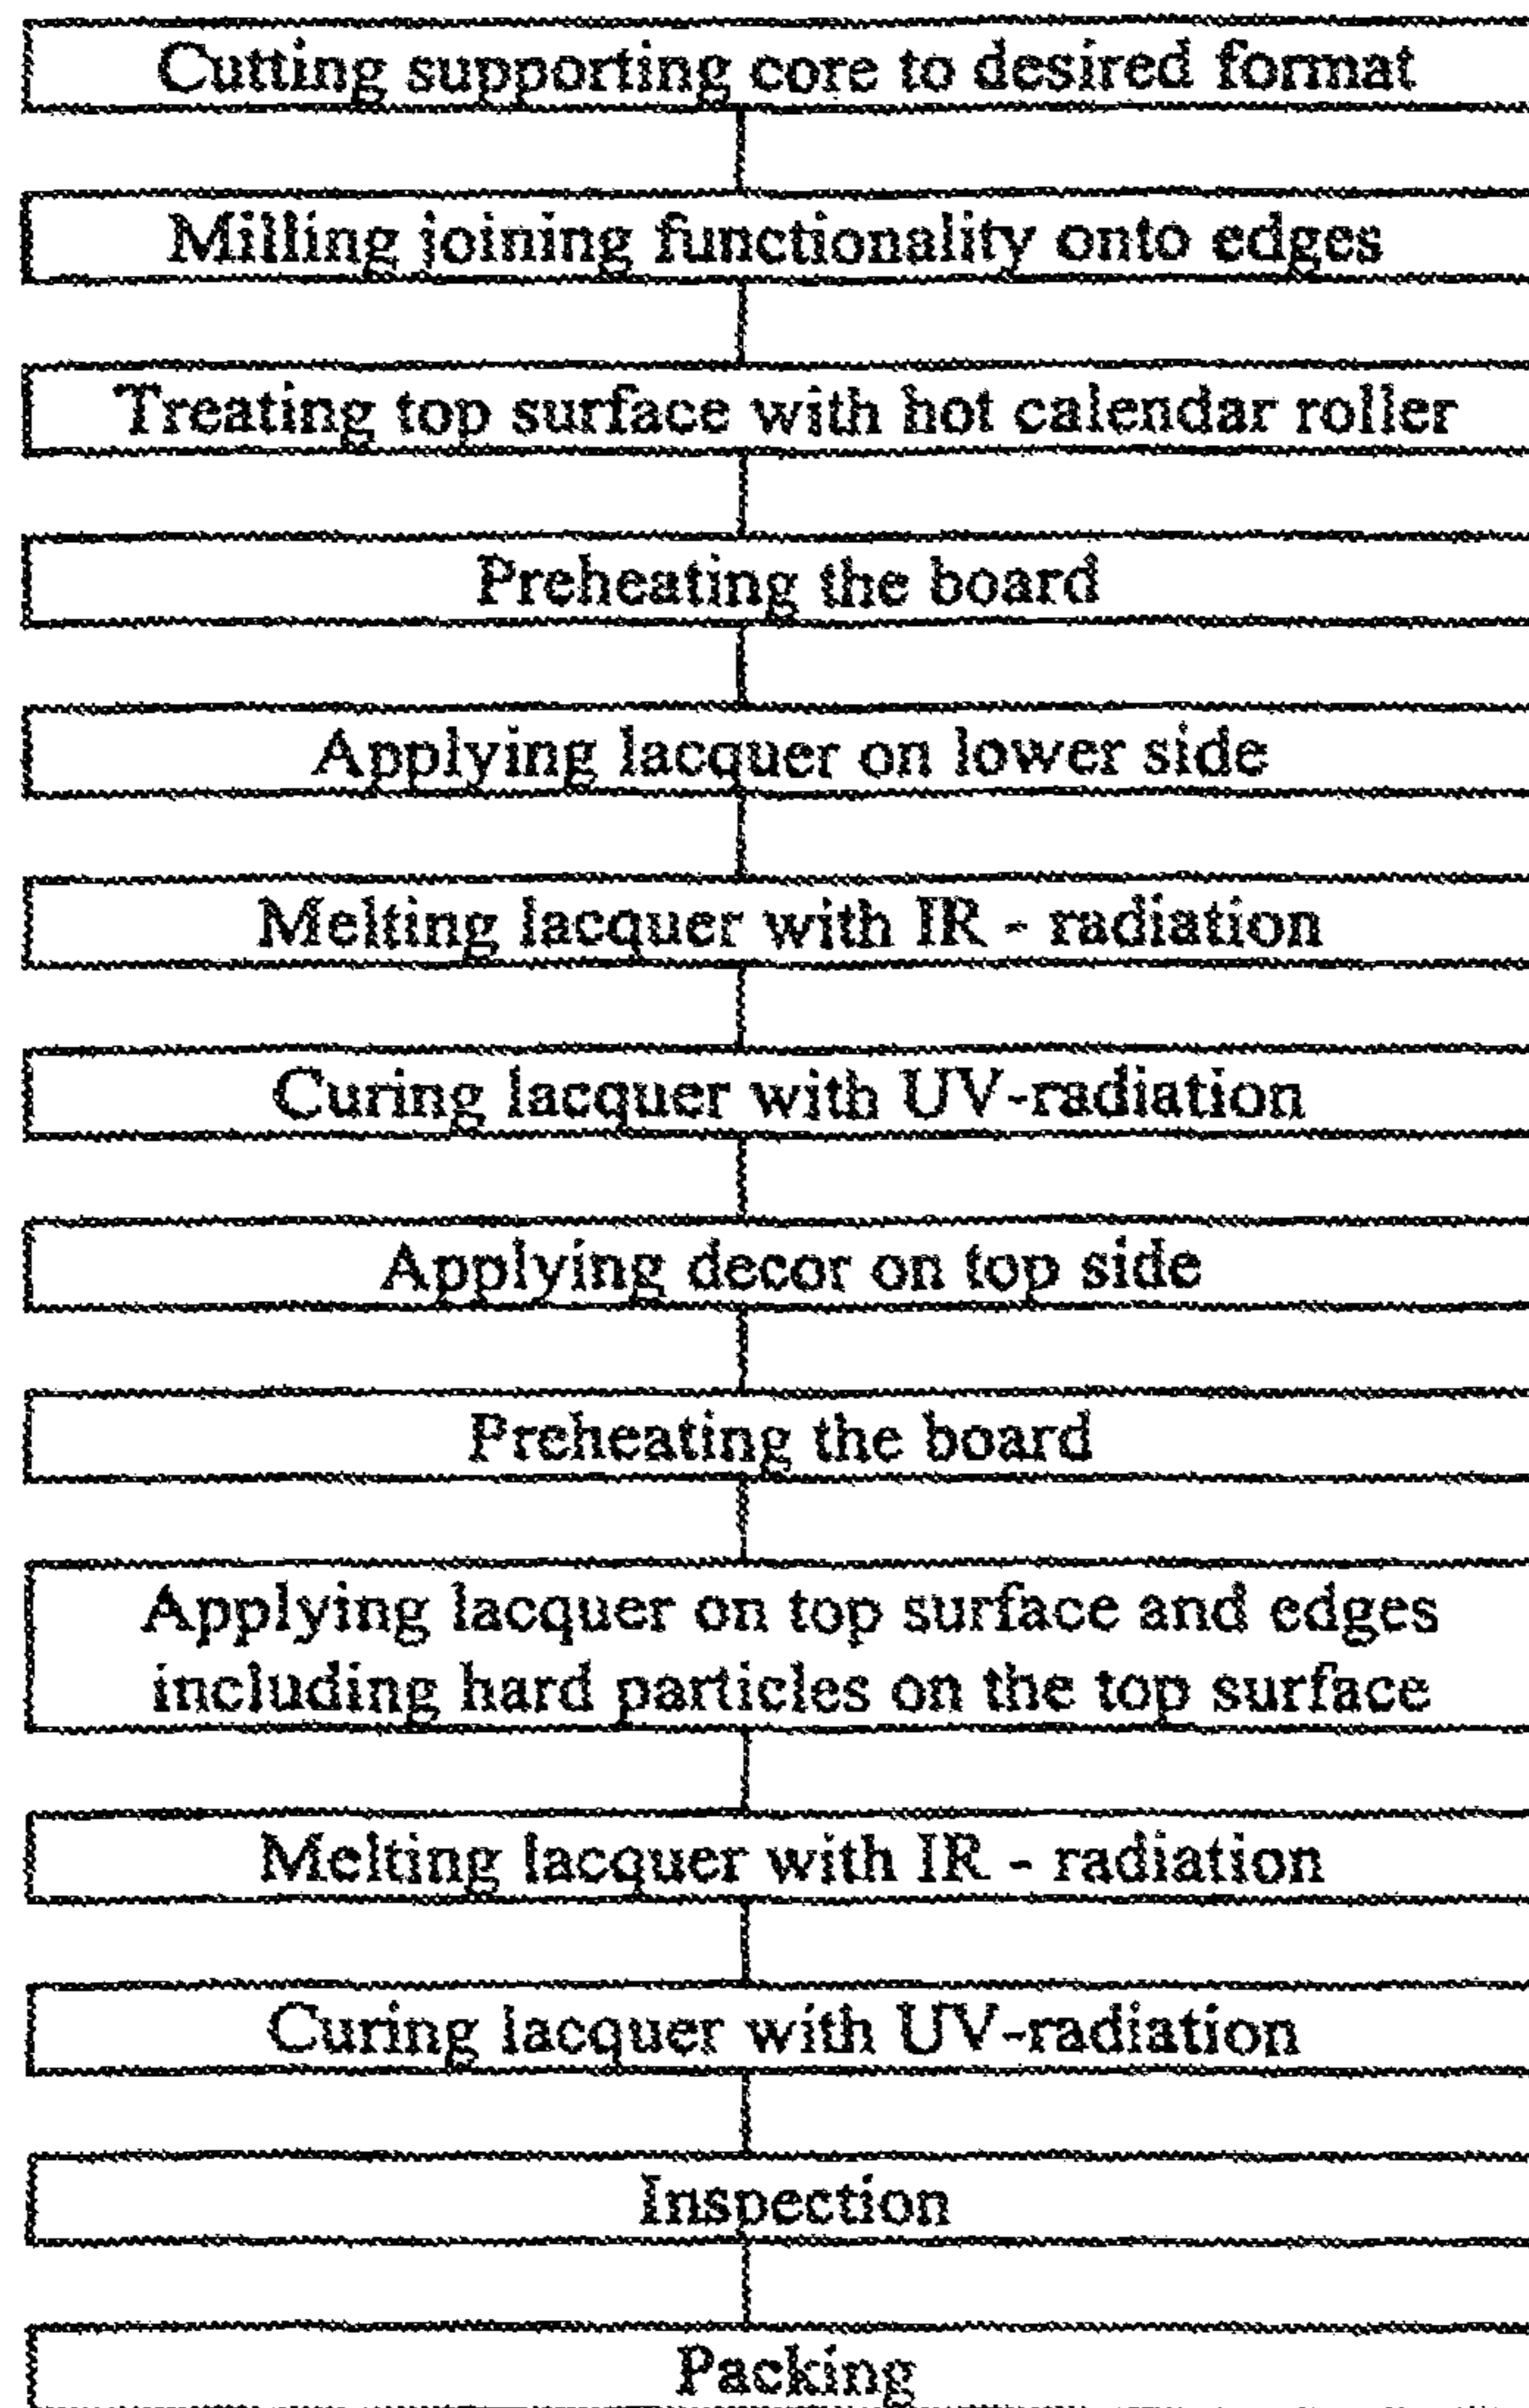 Cutting supporting core to desired format
Milling joining functionality onto edges
Treating top surface with hot calendar roller
Preheating the board
Applying lacquer on lower side
Melting lacquer with IR - radiation
Curing lacquer with UV-radiation
Applying decor on top side
Preheating the board
Applying lacquer on top surface and edges
including hard particles on the top surface
Melting lacquer with IR - radiation
Curing lacquer with UV-radiation
Inspection
Packing